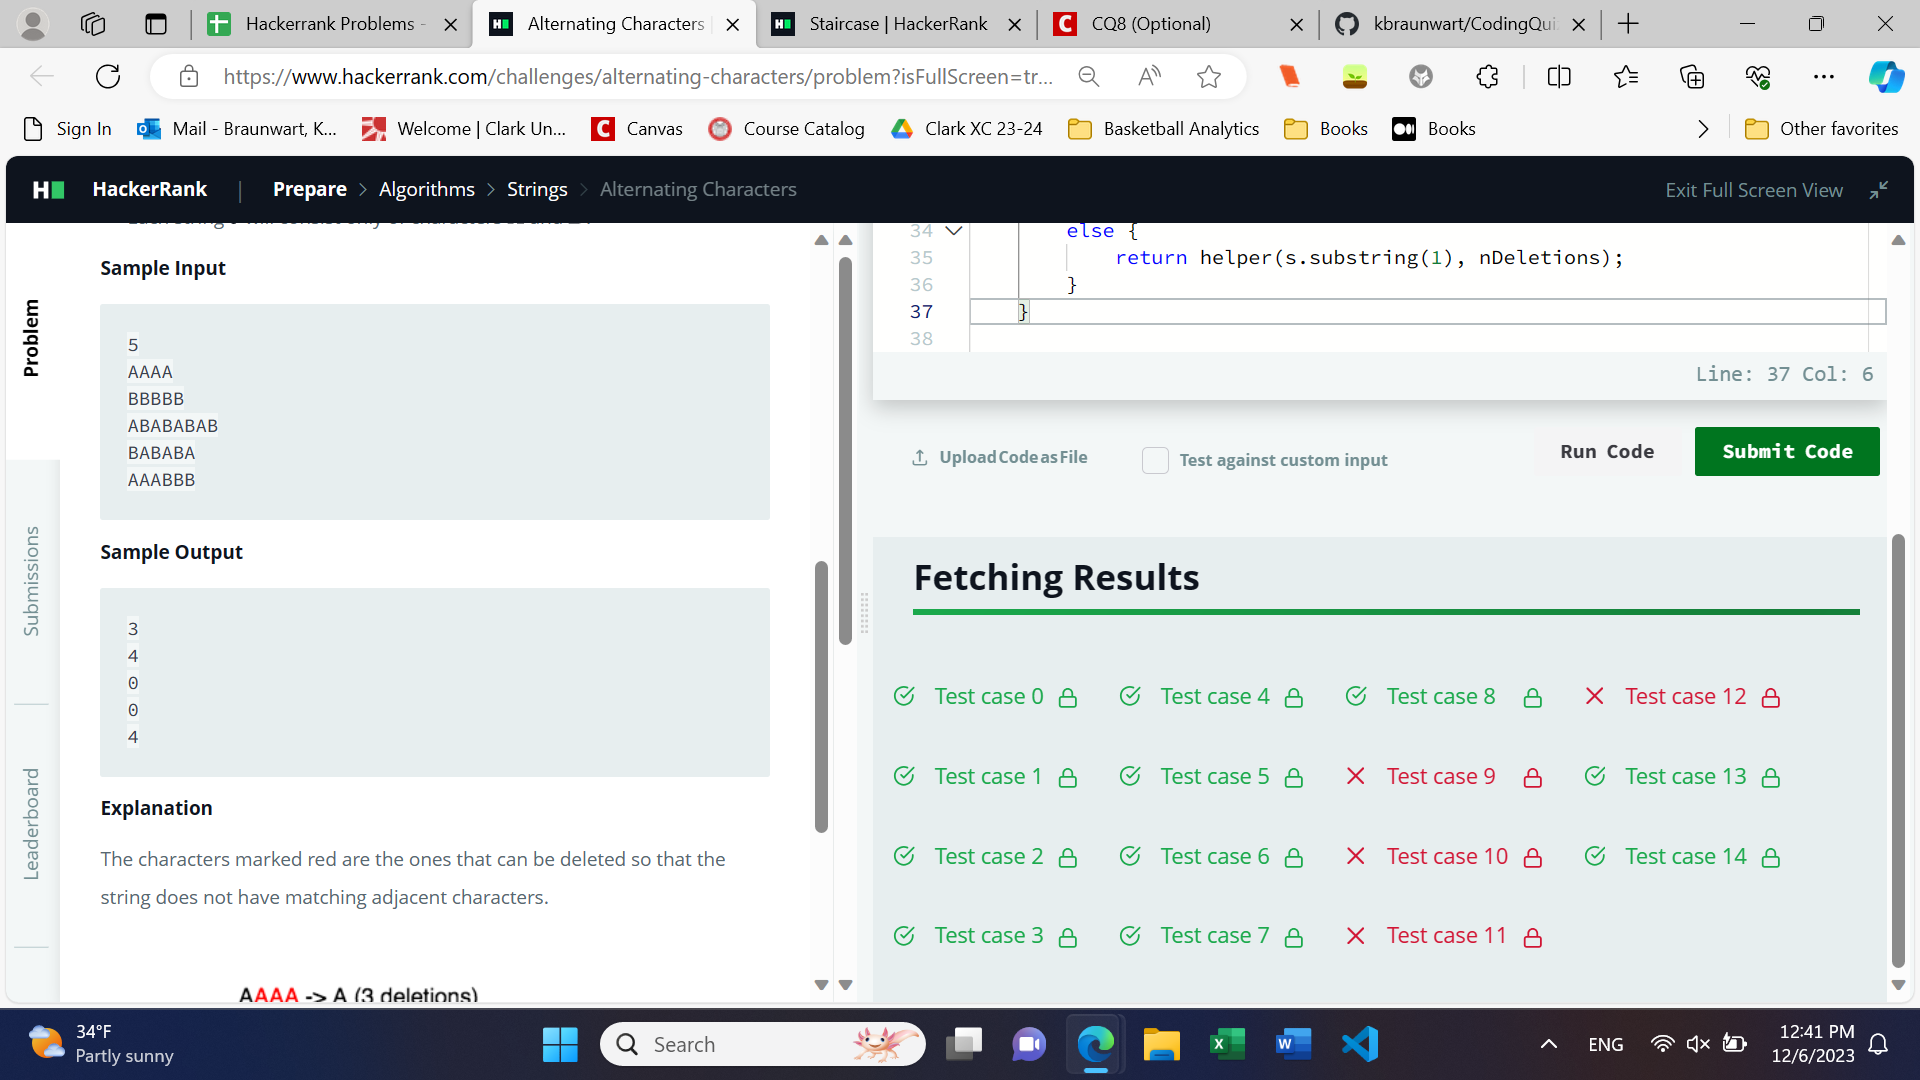 Hackerrank Problems -
Alternating Characters
Staircase | HackerRank
CQ8 (Optional)
kbraunwart/CodingQui
https://www.hackerrank.com/challenges/alternating-characters/problem?isFullScreen=tr...
Sign In
Mail - Braunwart, K...
Welcome | Clark Un...
Canvas
Course Catalog
Clark XC 23-24
Basketball Analytics
Books
Books
Other favorites
HackerRank | Prepare > Algorithms > Strings > Alternating Characters
Exit Full Screen View
Problem
Submissions
Leaderboard
Sample Input
5
AAAA
BBBBB
ABABABAB
BABABA
AAABBB
Sample Output
3
4
0
0
4
Explanation
The characters marked red are the ones that can be deleted so that the
string does not have matching adjacent characters.
AAAA -> A (3 deletions)
34 else {
35 return helper(s.substring(1), nDeletions);
36 }
37 }
38
Line: 37 Col: 6
Upload Code as File
Test against custom input
Run Code
Submit Code
Fetching Results
Test case 0
Test case 4
Test case 8
Test case 12
Test case 1
Test case 5
Test case 9
Test case 13
Test case 2
Test case 6
Test case 10
Test case 14
Test case 3
Test case 7
Test case 11
34°F
Partly sunny
Search
ENG
12:41 PM
12/6/2023